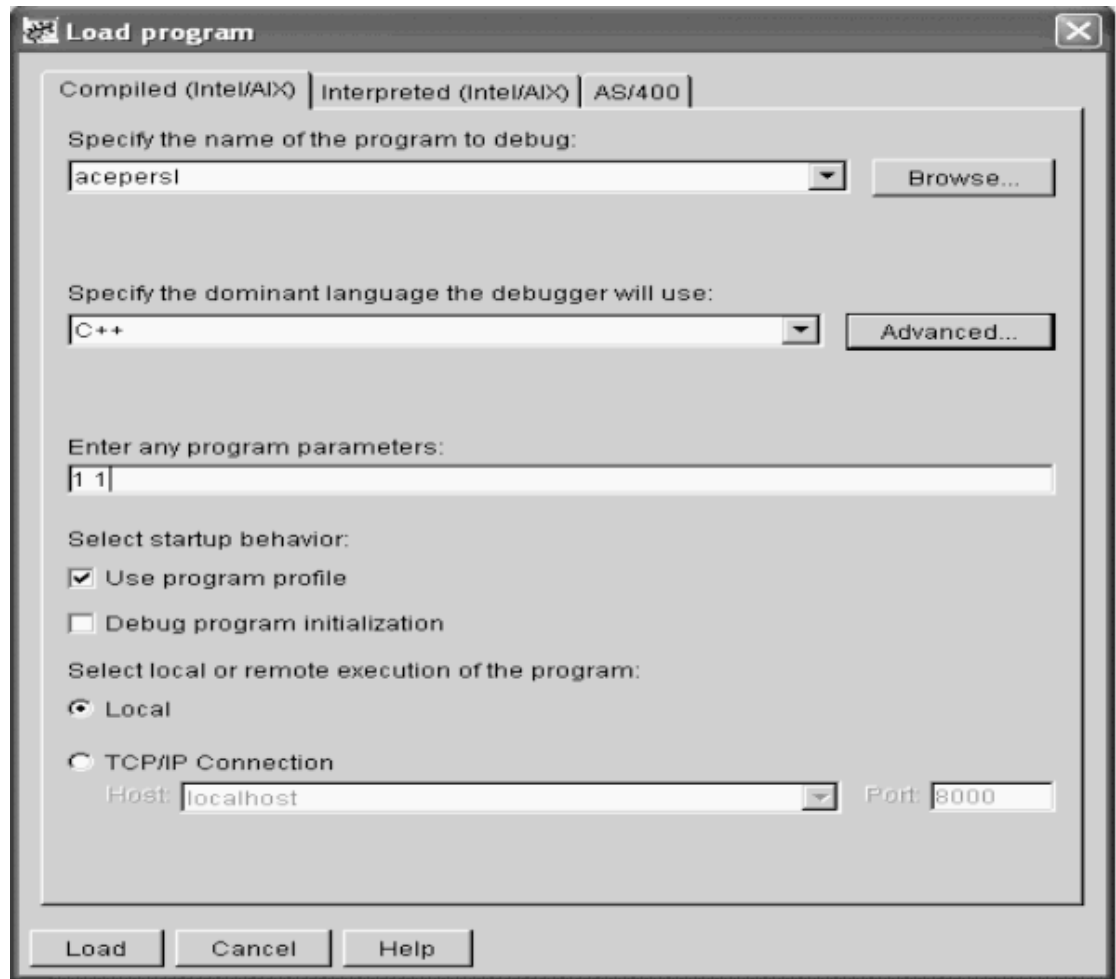 Load program
Compiled (Intel/AIX) Interpreted (Intel/AIX) AS/400
Specify the name of the program to debug:
acepersl Browse...
Specify the dominant language the debugger will use:
C++ Advanced...
Enter any program parameters:
1 1
Select startup behavior:
Use program profile
Debug program initialization
Select local or remote execution of the program:
Local
TCP/IP Connection
Host: localhost Port: 8000
Load Cancel Help